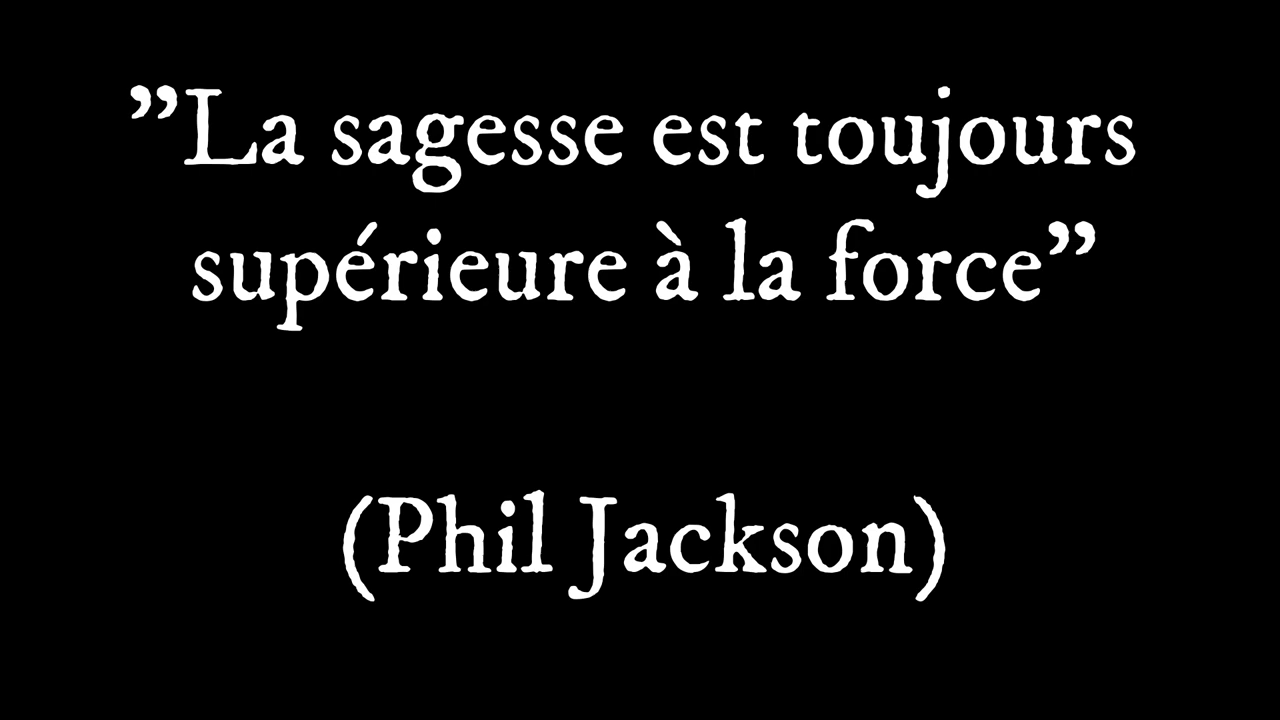 ”La sagesse est toujours
supérieure à la force”
(Phil Jackson)